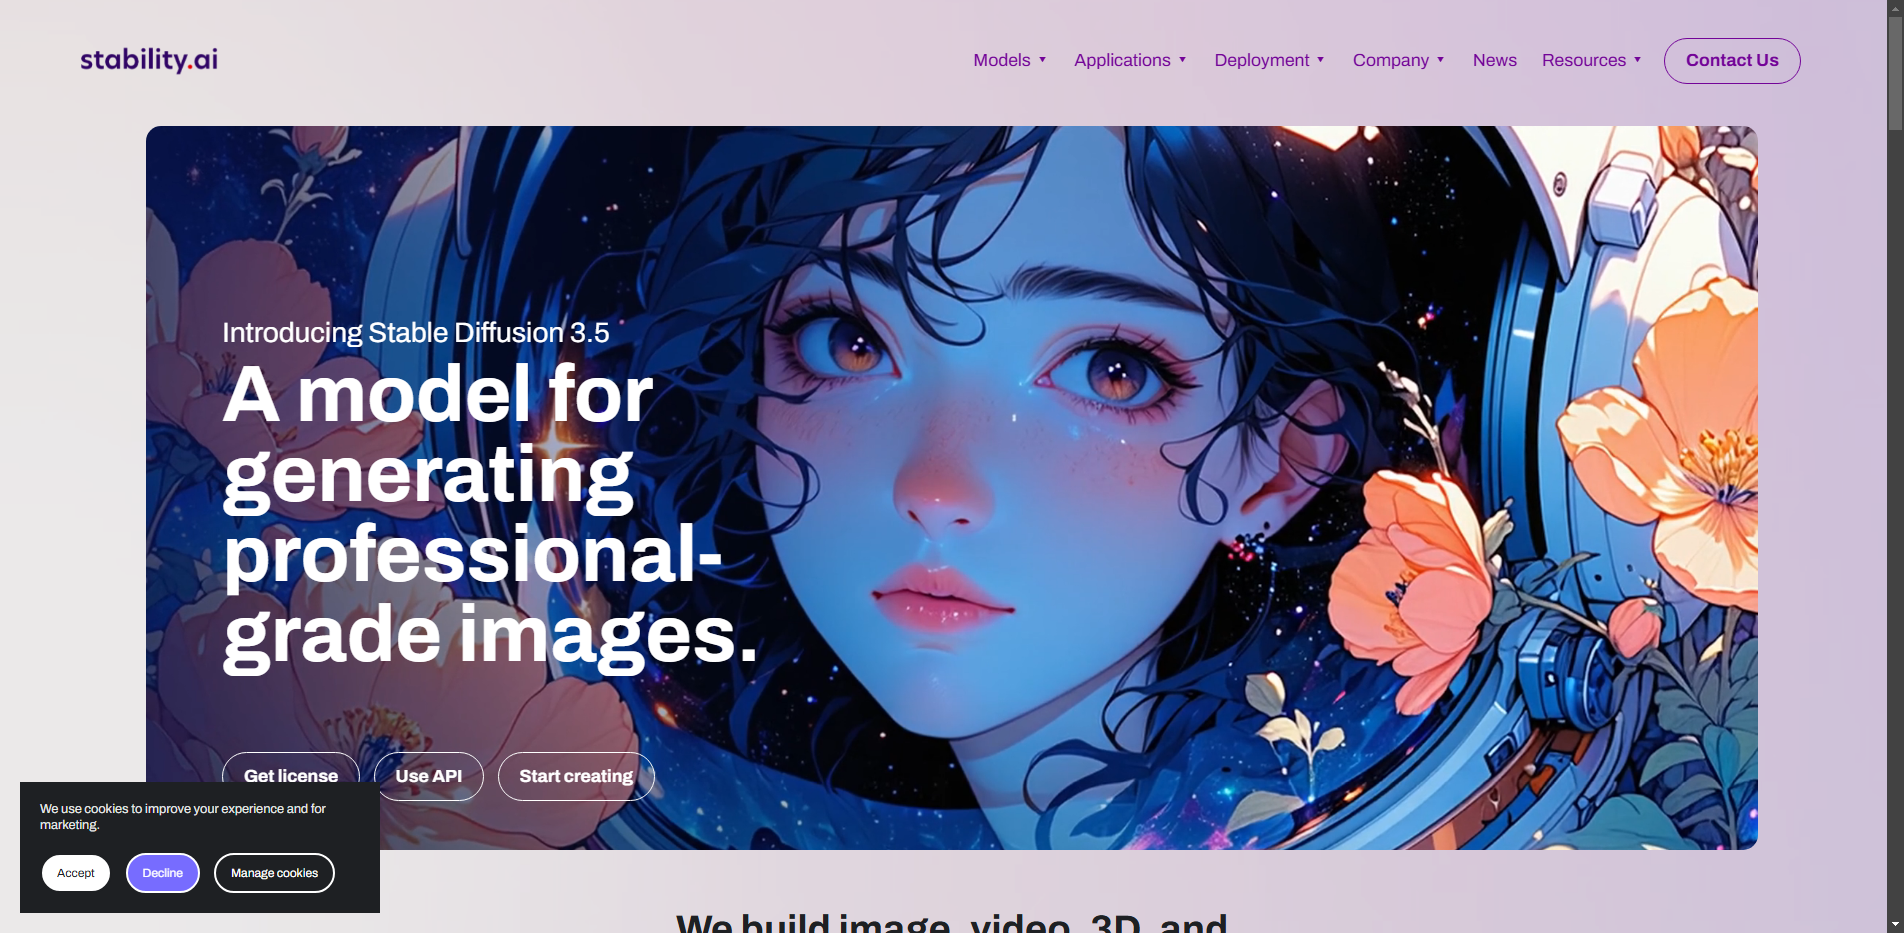 stability.ai
Models
Applications
Deployment
Company
News
Resources
Contact Us
Introducing Stable Diffusion 3.5
A model for
generating
professional-
grade images.
Get license
Use API
Start creating
We use cookies to improve your experience and for
marketing.
Accept
Decline
Manage cookies
We build image, video, 3D, and